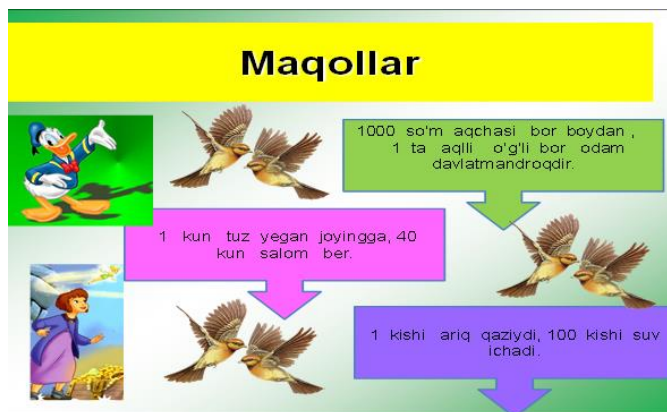 Maqollar
1000 so'm aqchasi bor boydan ,
1 ta aqlli o'g'li bor odam
davlatmandroqdir.
1 kun tuz yegan joyingga, 40
kun salom ber.
1 kishi ariq qaziydi, 100 kishi suv
ichadi.